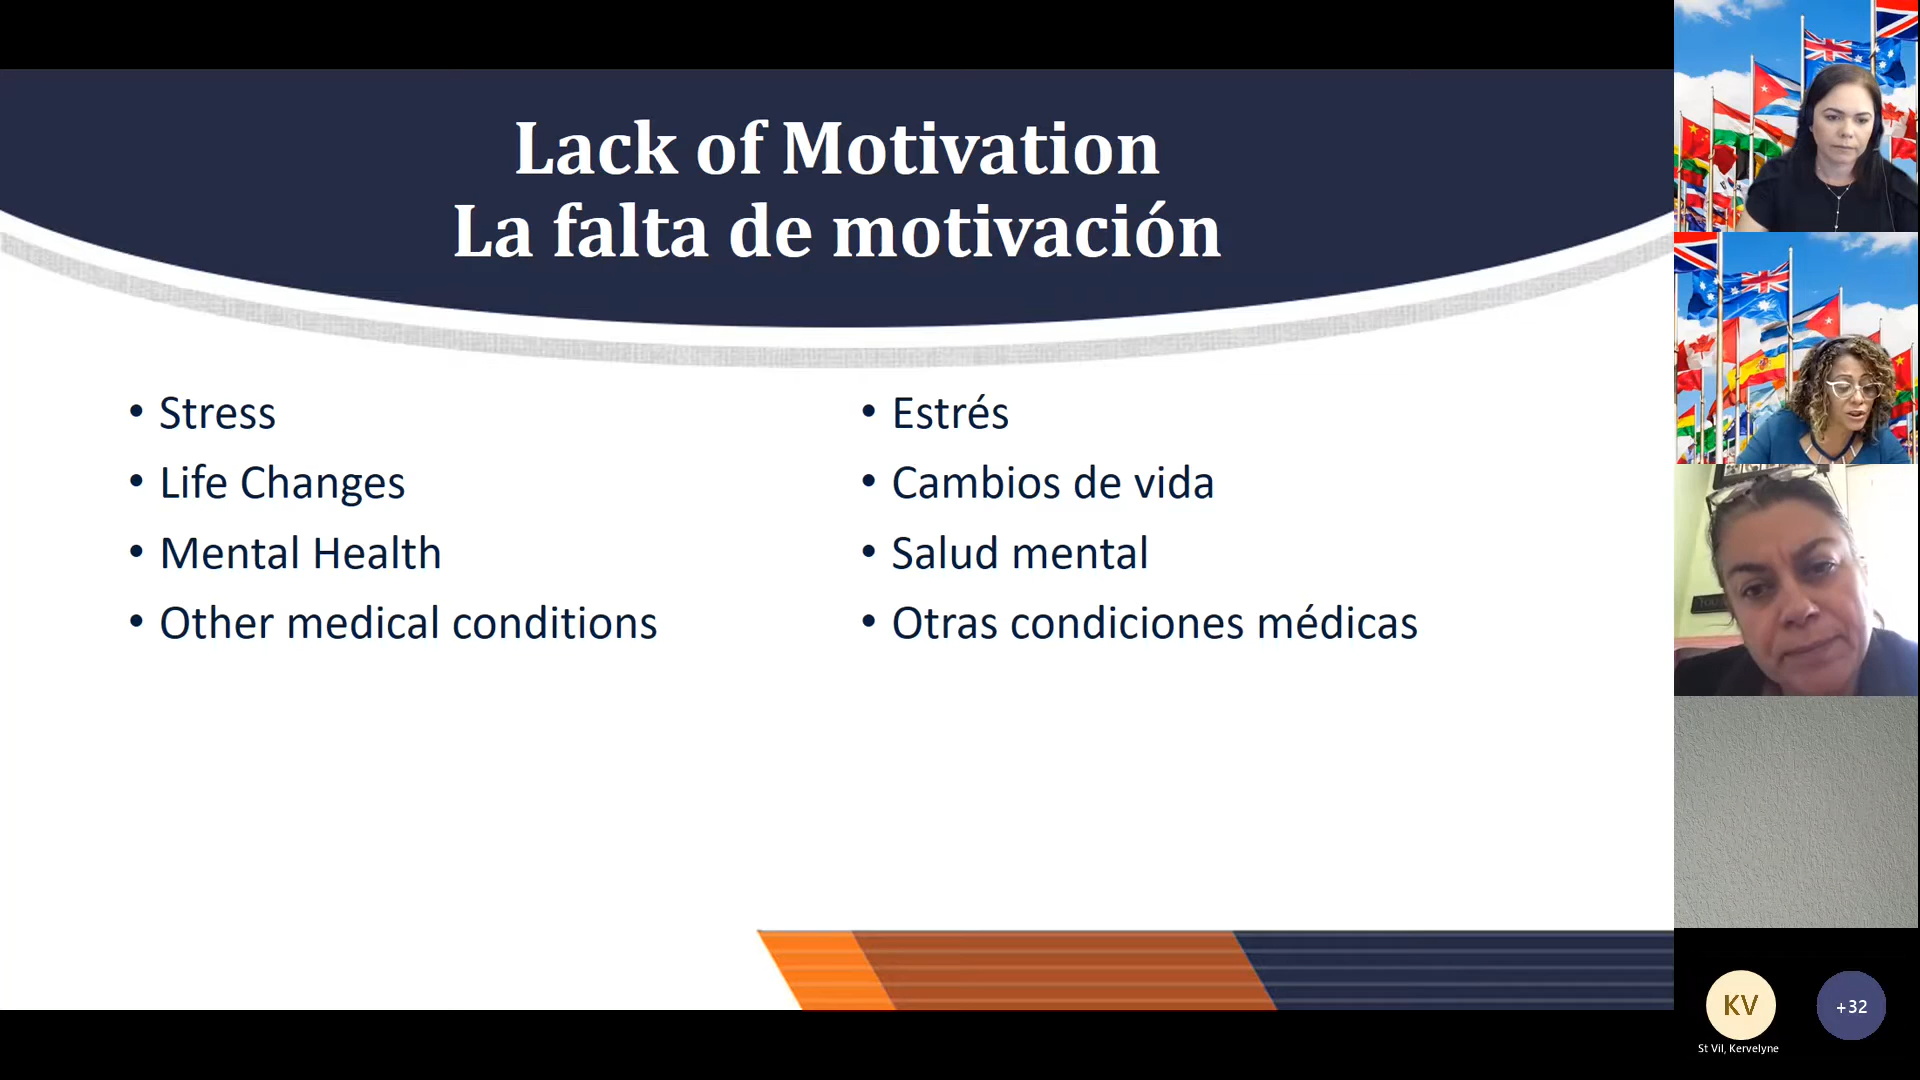 Lack of Motivation
La falta de motivación
• Stress
• Life Changes
• Mental Health
• Other medical conditions
• Estrés
• Cambios de vida
• Salud mental
• Otras condiciones médicas
KV
+32
St Vil, Kervelyne